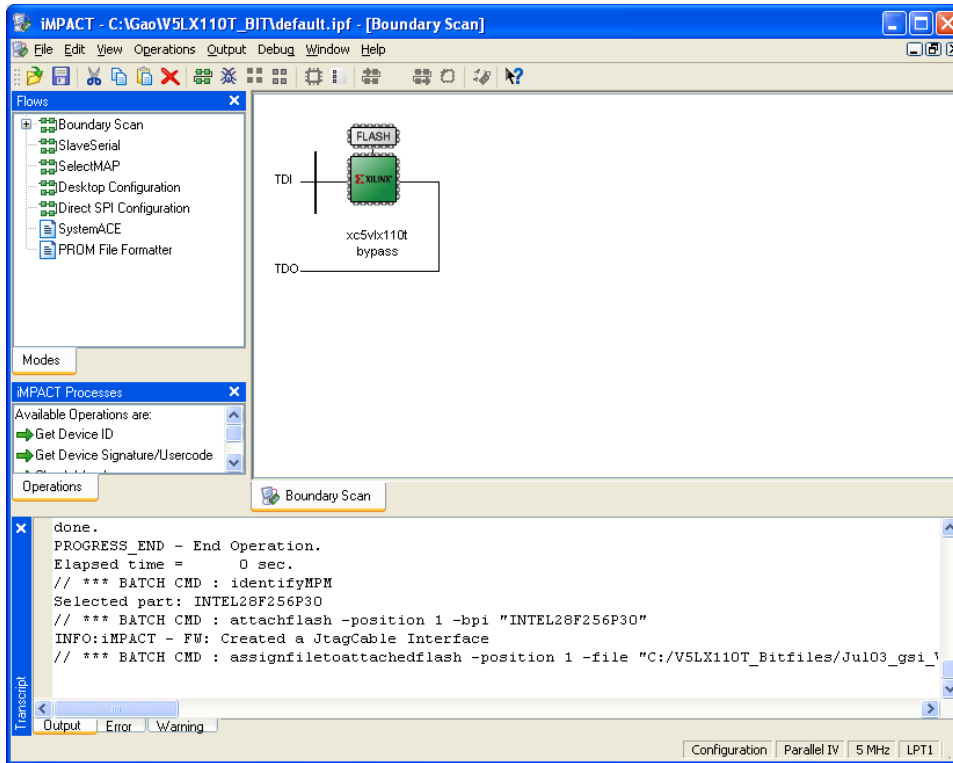 iMPACT - C:\Gao\V5LX110T_BIT\default.ipf - [Boundary Scan]
File Edit View Operations Output Debug Window Help
Flows
Boundary Scan
SlaveSerial
SelectMAP
Desktop Configuration
Direct SPI Configuration
SystemACE
PROM File Formatter
Modes
iMPACT Processes
Available Operations are:
Get Device ID
Get Device Signature/Usercode
Operations
FLASH
TDI
XILINX
xc5vlx110t
bypass
TDO
Boundary Scan
done.
PROGRESS_END - End Operation.
Elapsed time = 0 sec.
// *** BATCH CMD : identifyMPM
Selected part: INTEL28F256P30
// *** BATCH CMD : attachflash -position 1 -bpi "INTEL28F256P30"
INFO:iMPACT - FW: Created a JtagCable Interface
// *** BATCH CMD : assignfiletoattachedflash -position 1 -file "C:/V5LX110T_Bitfiles/Jul03_gsi_
Transcript
Output Error Warning
Configuration Parallel IV 5 MHz LPT1